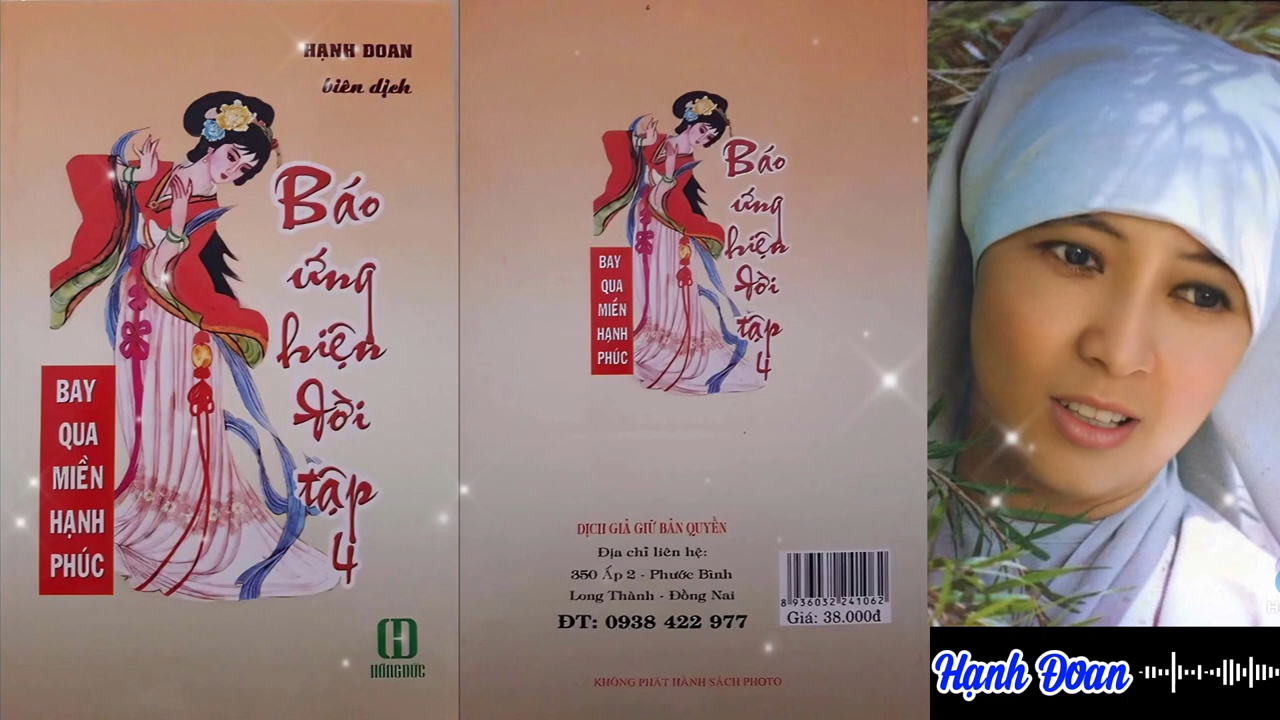 HẠNH ĐOAN
biên dịch
Báo
ứng
hiện
đời
tập
4
BAY
QUA
MIỀN
HẠNH
PHÚC
HỒNG ĐỨC
Báo
ứng
hiện
đời
tập
4
BAY
QUA
MIỀN
HẠNH
PHÚC
DỊCH GIẢ GIỮ BẢN QUYỀN
Địa chỉ liên hệ:
350 Ấp 2 - Phước Bình
Long Thành - Đồng Nai
ĐT: 0938 422 977
8 936032 241062
Giá: 38.000đ
KHÔNG PHÁT HÀNH SÁCH PHOTO
Hạnh Đoan